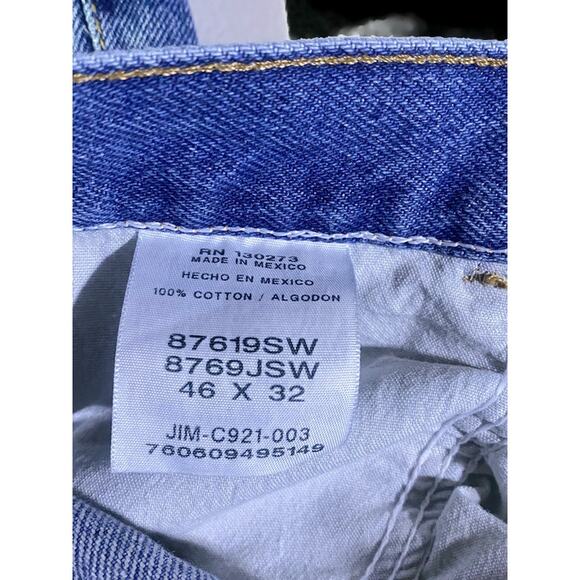 RN 130273
MADE IN MEXICO
HECHO EN MEXICO
100% COTTON / ALGODON
87619SW
8769JSW
46 X 32
JIM-C921-003
760609495149